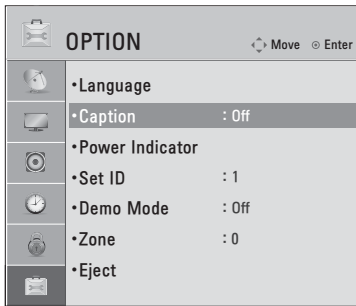 OPTION
Move Enter
•Language
•Caption : Off
•Power Indicator
•Set ID : 1
•Demo Mode : Off
•Zone : 0
•Eject